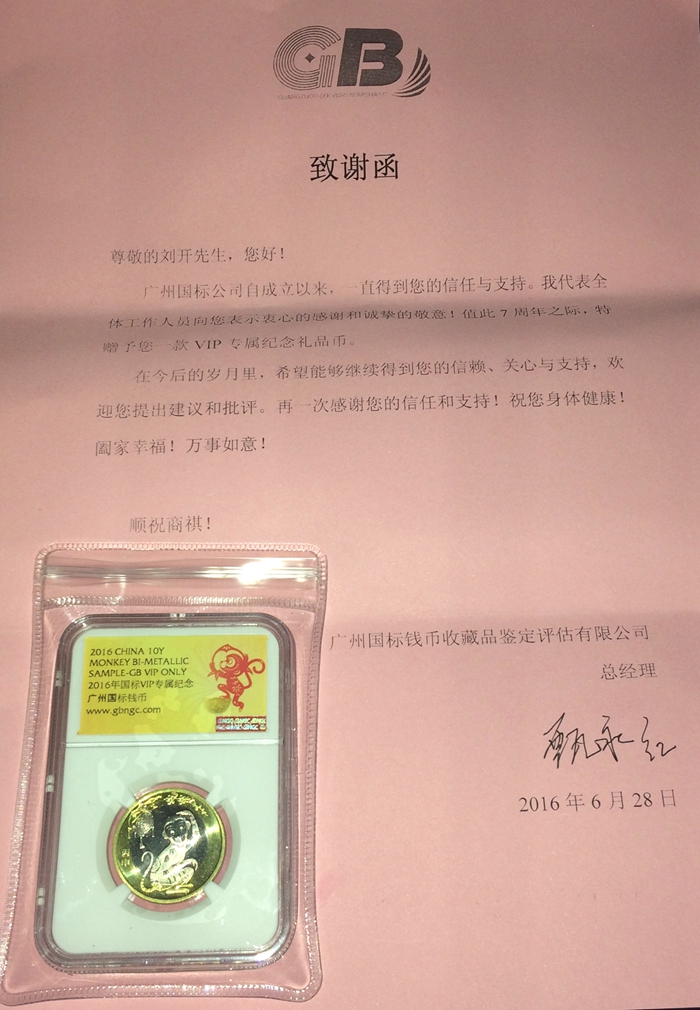 GB
致谢函
尊敬的刘开先生，您好！
广州国标公司自成立以来，一直得到您的信任与支持。我代表全
体工作人员向您表示衷心的感谢和诚挚的敬意！值此 7 周年之际，特
赠予您一款 VIP 专属纪念礼品币。
在今后的岁月里，希望能够继续得到您的信赖、关心与支持，欢
迎您提出建议和批评。再一次感谢您的信任和支持！祝您身体健康！
阖家幸福！万事如意！
顺祝商祺！
广州国标钱币收藏品鉴定评估有限公司
总经理
甄永红
2016 年 6 月 28 日
2016 CHINA 10Y
MONKEY BI-METALLIC
SAMPLE-GB VIP ONLY
2016年国标VIP专属纪念
广州国标钱币
www.gbngc.com
丙申